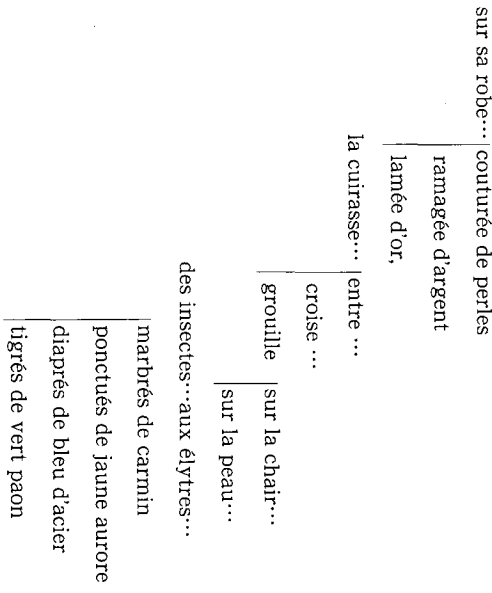 sur sa robe… couturée de perles
ramagée d'argent
lamée d'or,
la cuirasse… entre …
croise …
grouille sur la chair…
sur la peau…
des insectes…aux élytres…
marbrés de carmin
ponctués de jaune aurore
diaprés de bleu d'acier
tigrés de vert paon